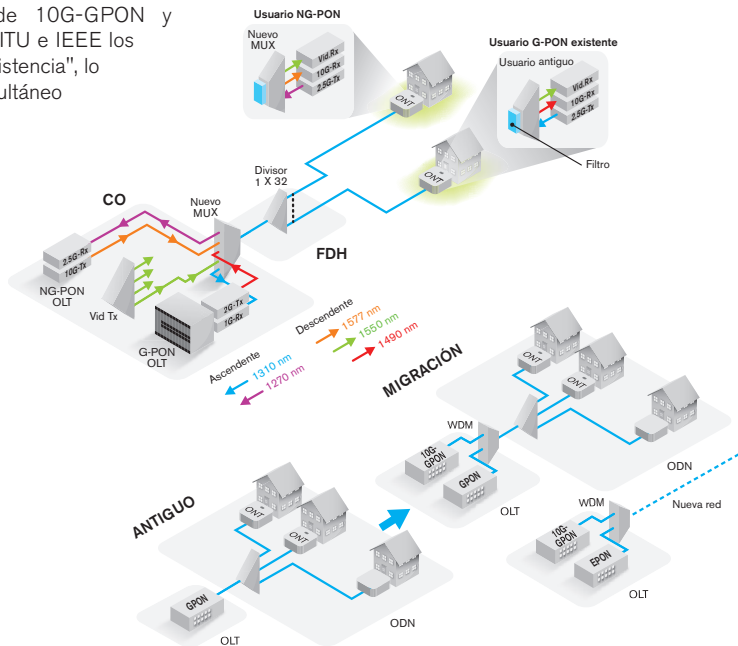 de 10G-GPON y
ITU e IEEE los
istencia", lo
ultáneo
Usuario NG-PON
Nuevo
MUX
Vid.Rx
10G-Rx
2.5G-Tx
ONT
Usuario G-PON existente
Usuario antiguo
Vid.Rx
10G-Rx
2.5G-Tx
Filtro
ONT
Divisor
1 X 32
FDH
CO
Nuevo
MUX
2.5G-Rx
10G-Tx
NG-PON
OLT
Vid Tx
2G-Tx
1G-Rx
G-PON
OLT
Ascendente
1310 nm
1270 nm
Descendente
1577 nm
1550 nm
1490 nm
MIGRACIÓN
ONT
ONT
WDM
10G-
GPON
GPON
OLT
ODN
ANTIGUO
ONT
ONT
GPON
OLT
ODN
WDM
Nueva red
10G-
GPON
EPON
OLT